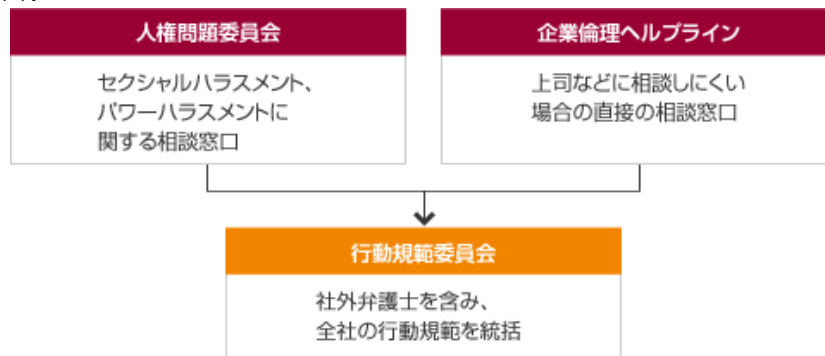 人権問題委員会
セクシャルハラスメント、
パワーハラスメントに
関する相談窓口
企業倫理ヘルプライン
上司などに相談しにくい
場合の直接の相談窓口
行動規範委員会
社外弁護士を含み、
全社の行動規範を統括